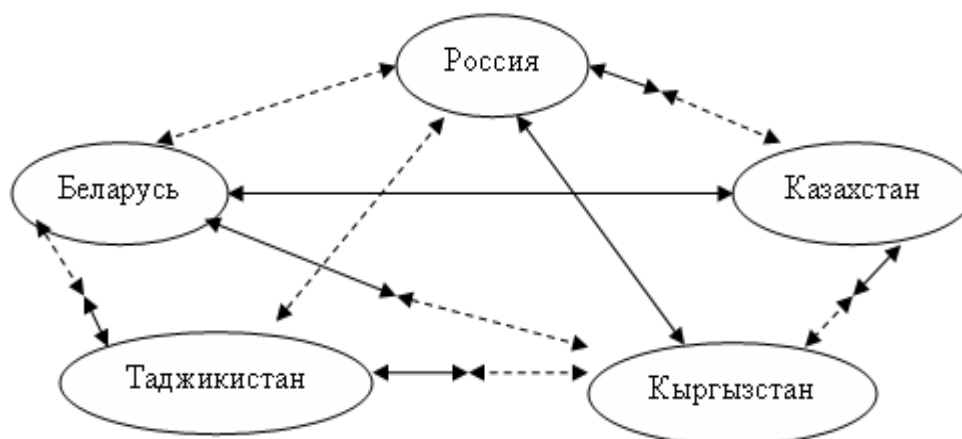 Россия
Беларусь
Казахстан
Таджикистан
Кыргызстан